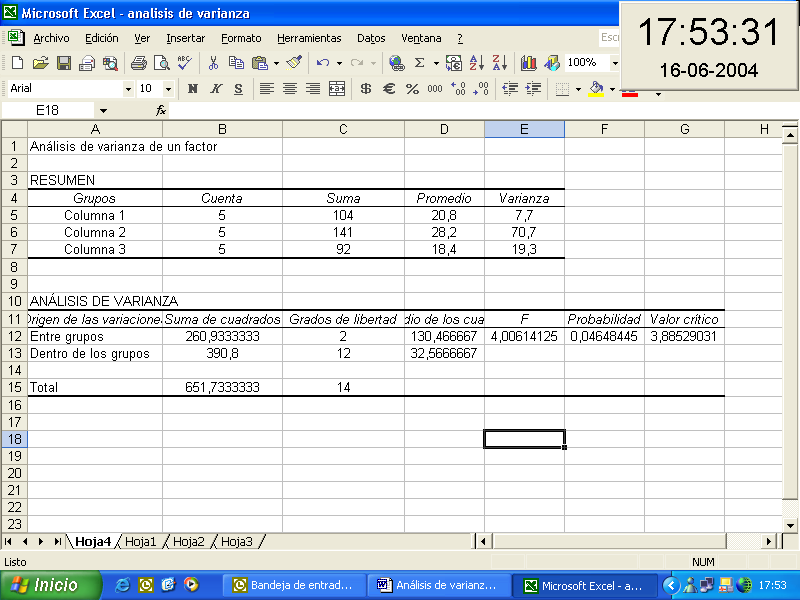 Microsoft Excel - analisis de varianza
17:53:31
16-06-2004
Archivo Edición Ver Insertar Formato Herramientas Datos Ventana ?
100%
Arial 10 N K S $ € % 000
E18 fx
A B C D E F G H
1 Análisis de varianza de un factor
2
3 RESUMEN
4 Grupos Cuenta Suma Promedio Varianza
5 Columna 1 5 104 20,8 7,7
6 Columna 2 5 141 28,2 70,7
7 Columna 3 5 92 18,4 19,3
8
9
10 ANÁLISIS DE VARIANZA
11 Origen de las variaciones Suma de cuadrados Grados de libertad dio de los cua F Probabilidad Valor crítico
12 Entre grupos 260,9333333 2 130,466667 4,00614125 0,04648445 3,88529031
13 Dentro de los grupos 390,8 12 32,5666667
14
15 Total 651,7333333 14
16
17
18
19
20
21
22
23
Hoja4 Hoja1 Hoja2 Hoja3
Listo NUM
Inicio Bandeja de entrad... Análisis de varianz... Microsoft Excel - a... 17:53